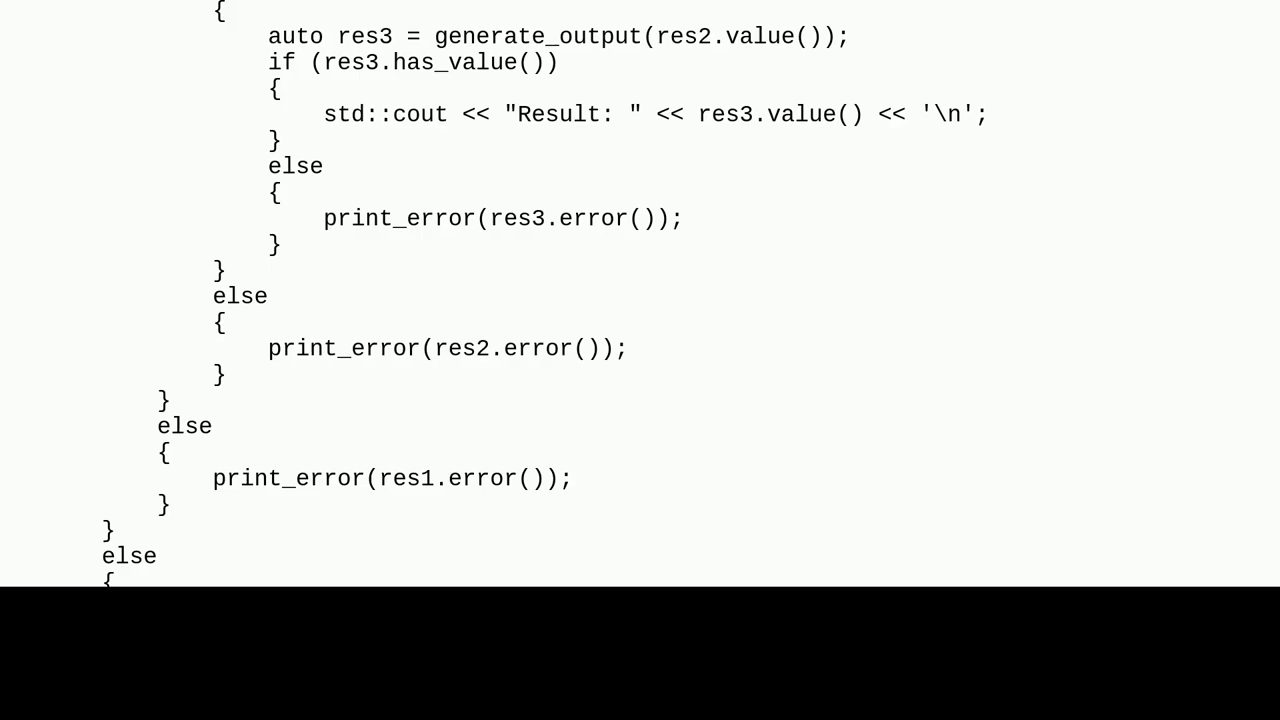 {
auto res3 = generate_output(res2.value());
if (res3.has_value())
{
std::cout << "Result: " << res3.value() << '\n';
}
else
{
print_error(res3.error());
}
}
else
{
print_error(res2.error());
}
}
else
{
print_error(res1.error());
}
}
else
{